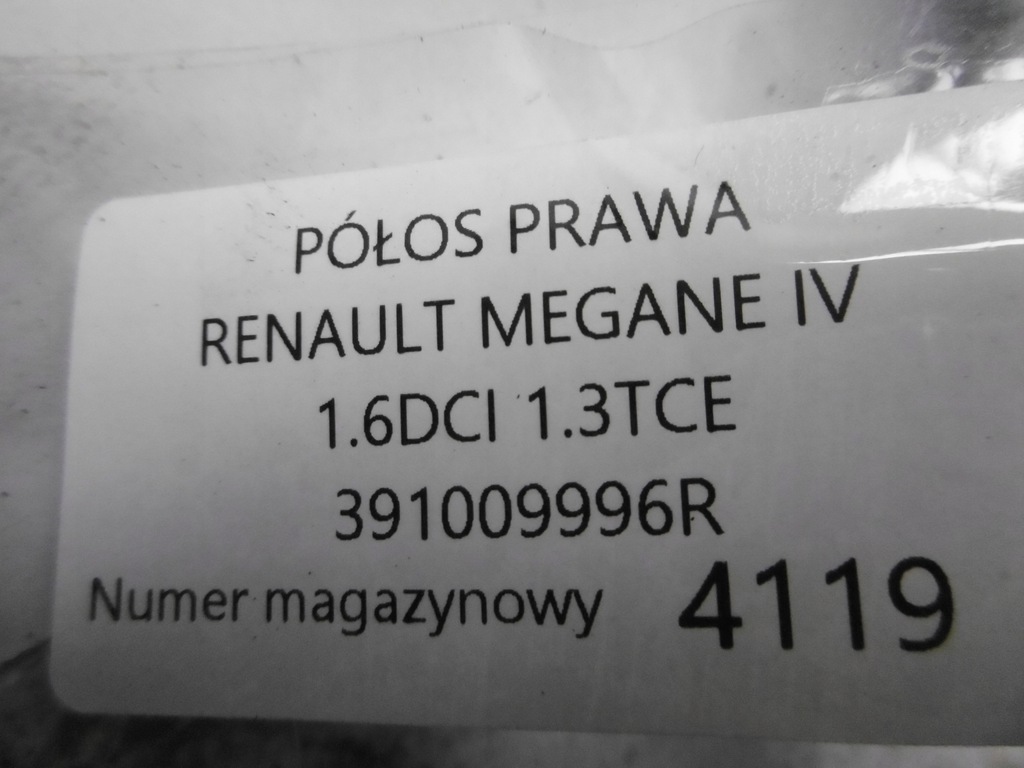 PÓŁOS PRAWA
RENAULT MEGANE IV
1.6DCI 1.3TCE
391009996R
Numer magazynowy 4119